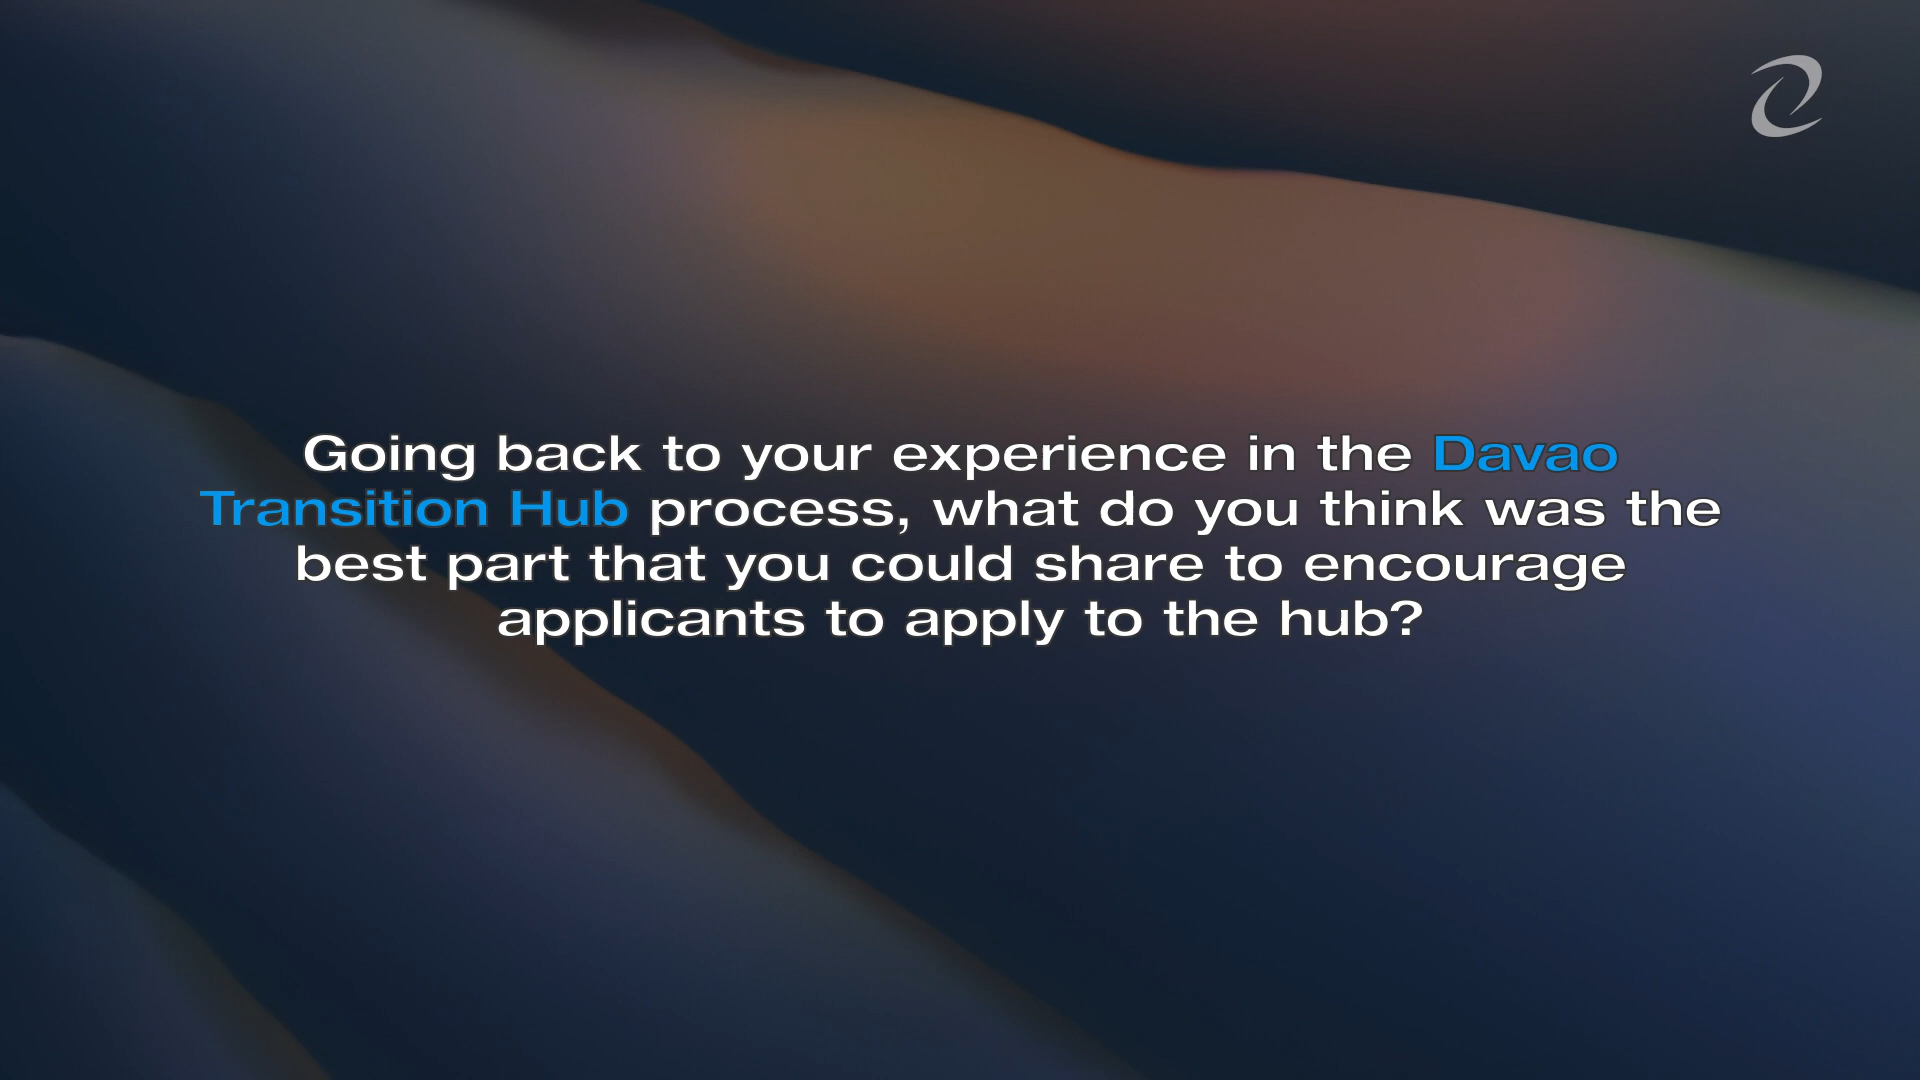 Going back to your experience in the Davao
Transition Hub process, what do you think was the
best part that you could share to encourage
applicants to apply to the hub?